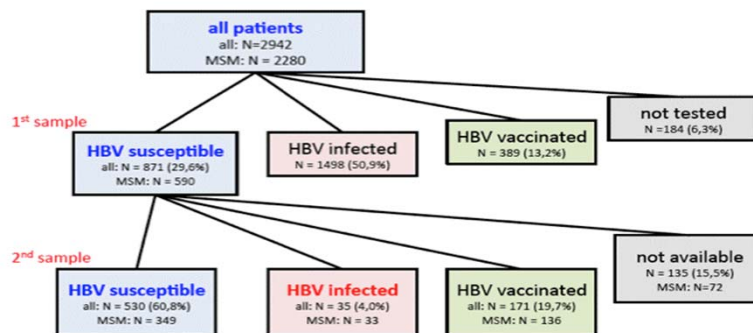 all patients
all: N=2942
MSM: N = 2280
1st sample
HBV susceptible
all: N = 871 (29,6%)
MSM: N = 590
HBV infected
N = 1498 (50,9%)
HBV vaccinated
N = 389 (13,2%)
not tested
N =184 (6,3%)
2nd sample
HBV susceptible
all: N = 530 (60,8%)
MSM: N = 349
HBV infected
all: N = 35 (4,0%)
MSM: N = 33
HBV vaccinated
all: N = 171 (19,7%)
MSM: N = 136
not available
N = 135 (15,5%)
MSM: N=72